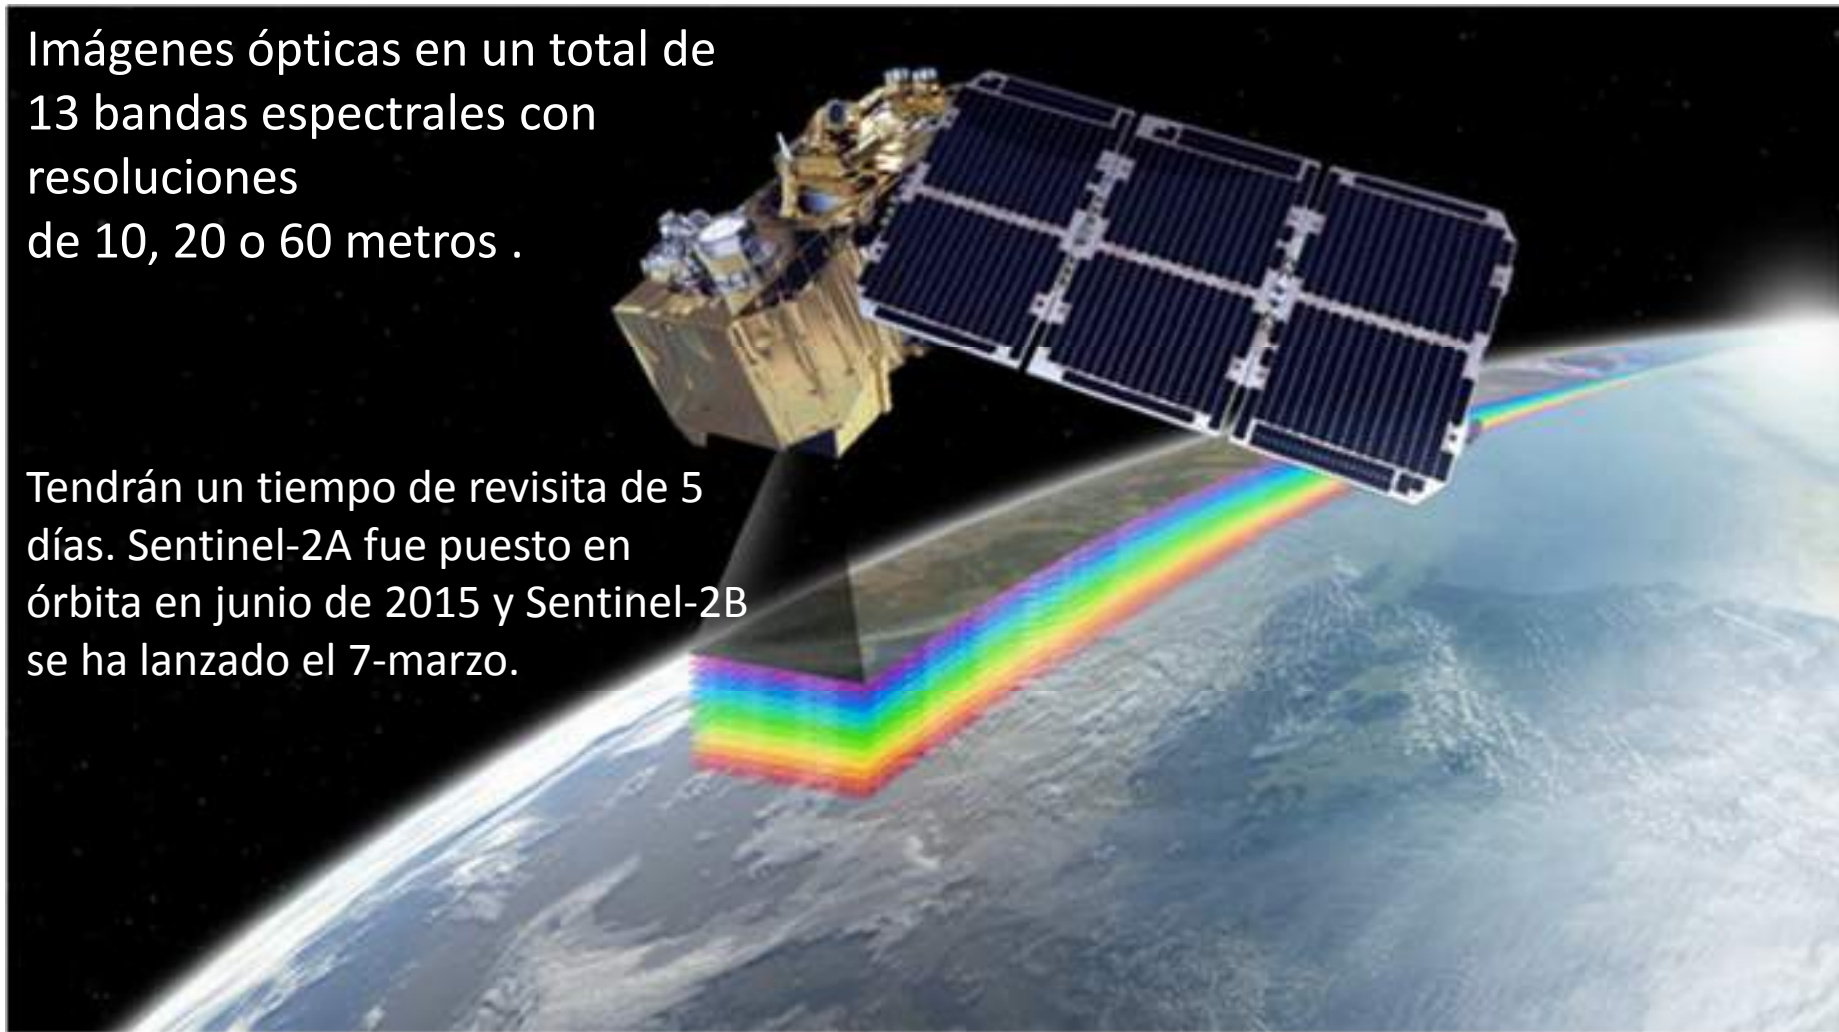 Imágenes ópticas en un total de
13 bandas espectrales con
resoluciones
de 10, 20 o 60 metros .
Tendrán un tiempo de revisita de 5
días. Sentinel-2A fue puesto en
órbita en junio de 2015 y Sentinel-2B
se ha lanzado el 7-marzo.